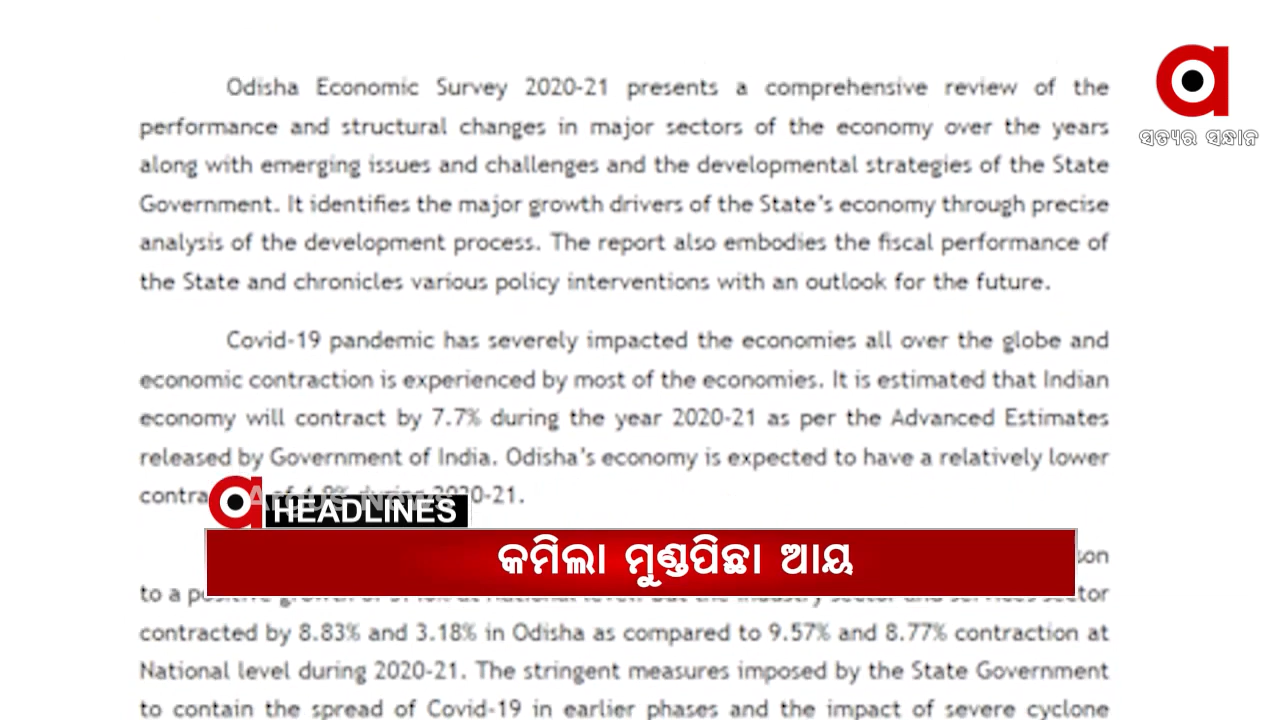 Odisha Economic Survey 2020-21 presents a comprehensive review of the
performance and structural changes in major sectors of the economy over the years
along with emerging issues and challenges and the developmental strategies of the State
Government. It identifies the major growth drivers of the State's economy through precise
analysis of the development process. The report also embodies the fiscal performance of
the State and chronicles various policy interventions with an outlook for the future.
Covid-19 pandemic has severely impacted the economies all over the globe and
economic contraction is experienced by most of the economies. It is estimated that Indian
economy will contract by 7.7% during the year 2020-21 as per the Advanced Estimates
released by Government of India. Odisha's economy is expected to have a relatively lower
of 4.9% during 2020-21.
to a positive growth
contracted by 8.83% and 3.18% in Odisha as compared to 9.57% and 8.77% contraction at
National level during 2020-21. The stringent measures imposed by the State Government
to contain the spread of Covid-19 in earlier phases and the impact of severe cyclone
ସତ୍ୟର ସନ୍ଧାନ
HEADLINES
କମିଲା ମୁଣ୍ଡପିଛା ଆୟ